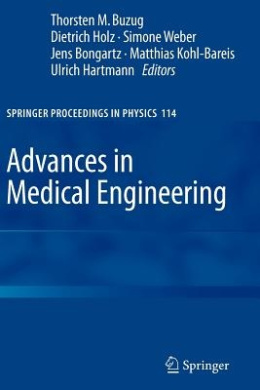 Thorsten M. Buzug
Dietrich Holz · Simone Weber
Jens Bongartz · Matthias Kohl-Bareis
Ulrich Hartmann Editors
SPRINGER PROCEEDINGS IN PHYSICS 114
Advances in
Medical Engineering
Springer